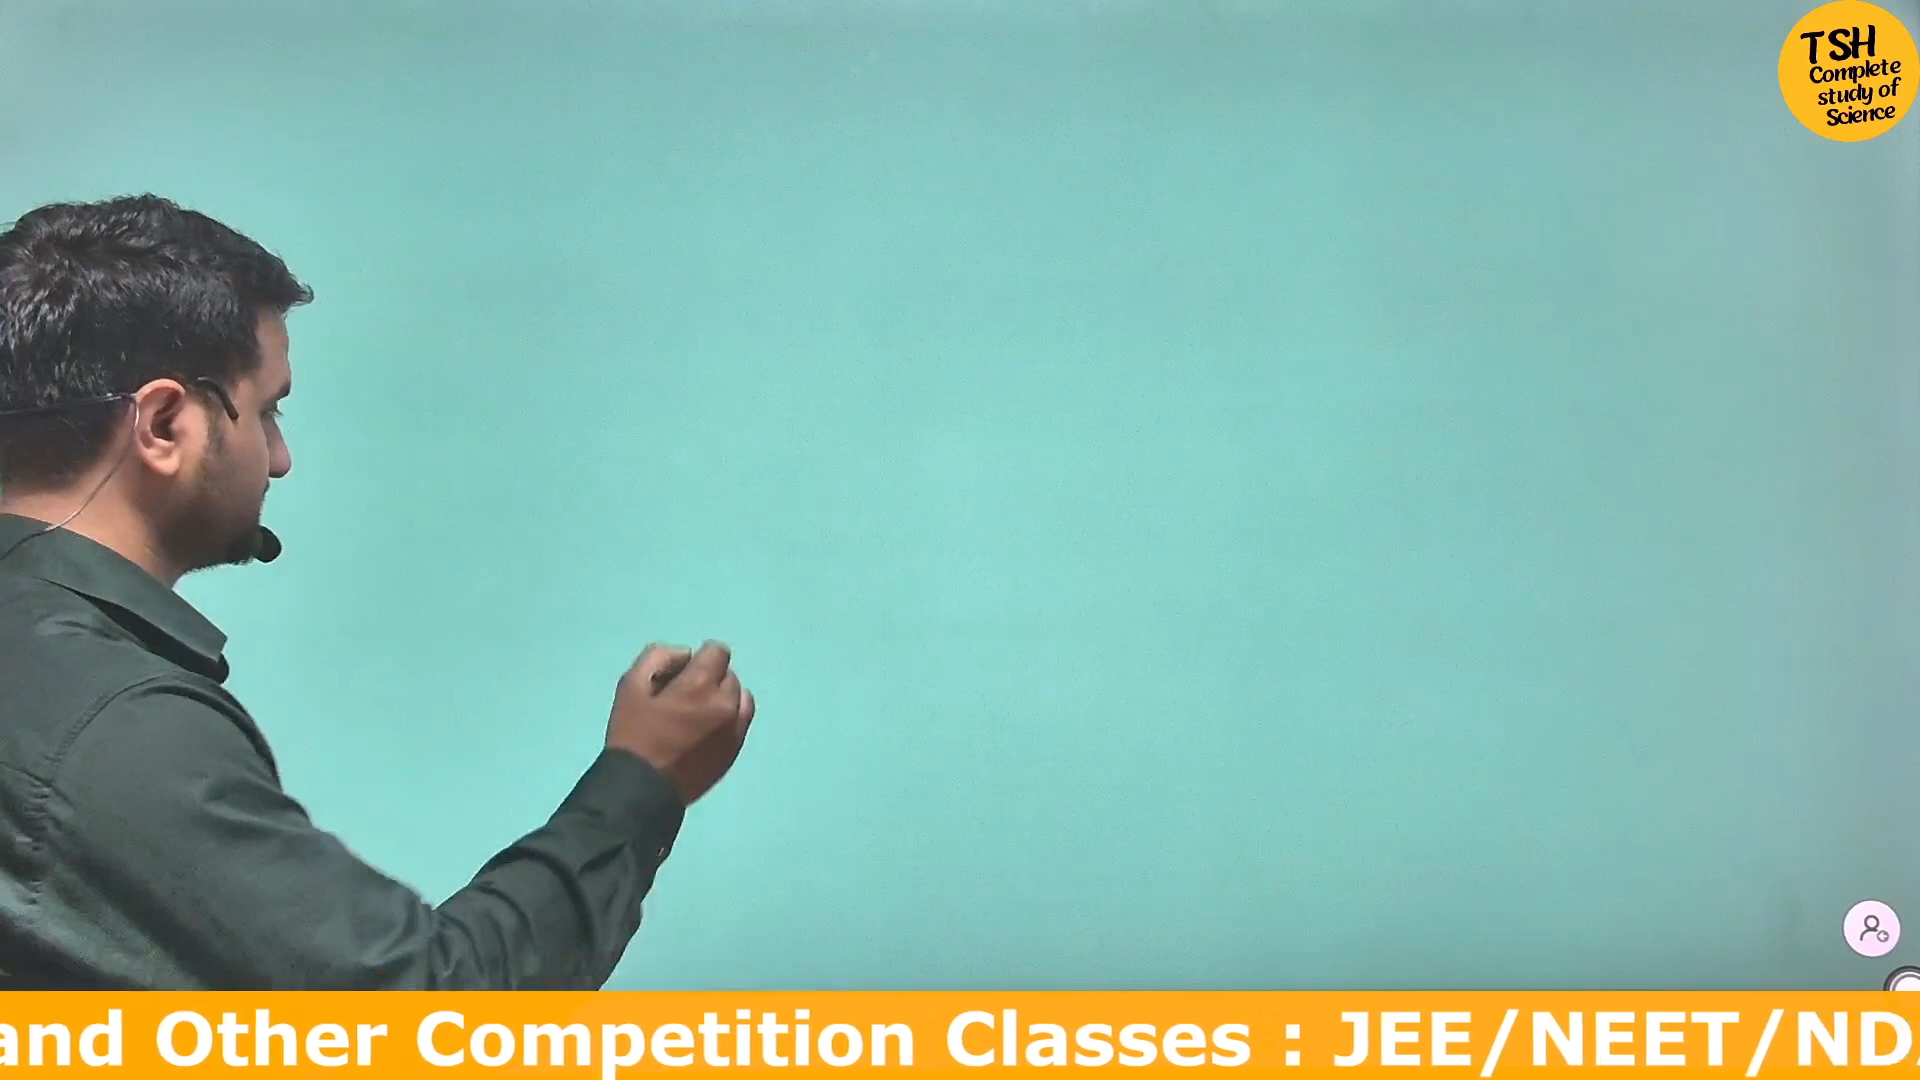 TSH
Complete
study of
Science
and Other Competition Classes : JEE/NEET/ND